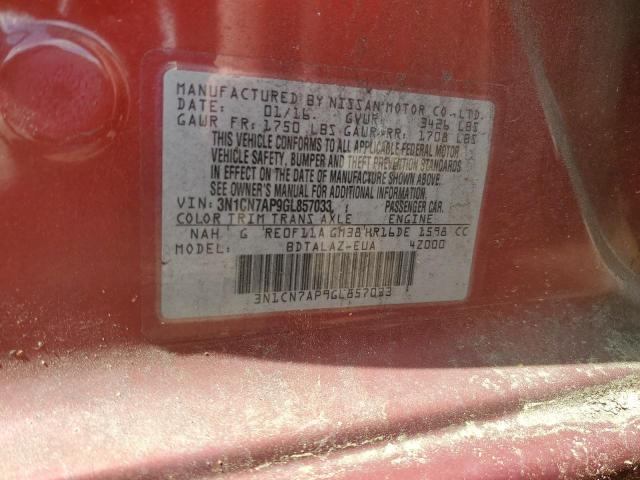 MANUFACTURED BY NISSAN MOTOR CO., LTD.
DATE: 01/16. GVWR: 3426 LBS
GAWR FR: 1750 LBS GAWR RR: 1708 LBS
THIS VEHICLE CONFORMS TO ALL APPLICABLE FEDERAL MOTOR
VEHICLE SAFETY, BUMPER AND THEFT PREVENTION STANDARDS
IN EFFECT ON THE DATE OF MANUFACTURE SHOWN ABOVE.
SEE OWNER'S MANUAL FOR ADDITIONAL INFORMATION.
VIN: 3N1CN7AP9GL857033 PASSENGER CAR.
COLOR TRIM TRANS AXLE ENGINE
NAH G RE0F11A GM38 HR16DE 1598 CC
MODEL: BDTALAZ-EUA 4Z000
3N1CN7AP9GL857033